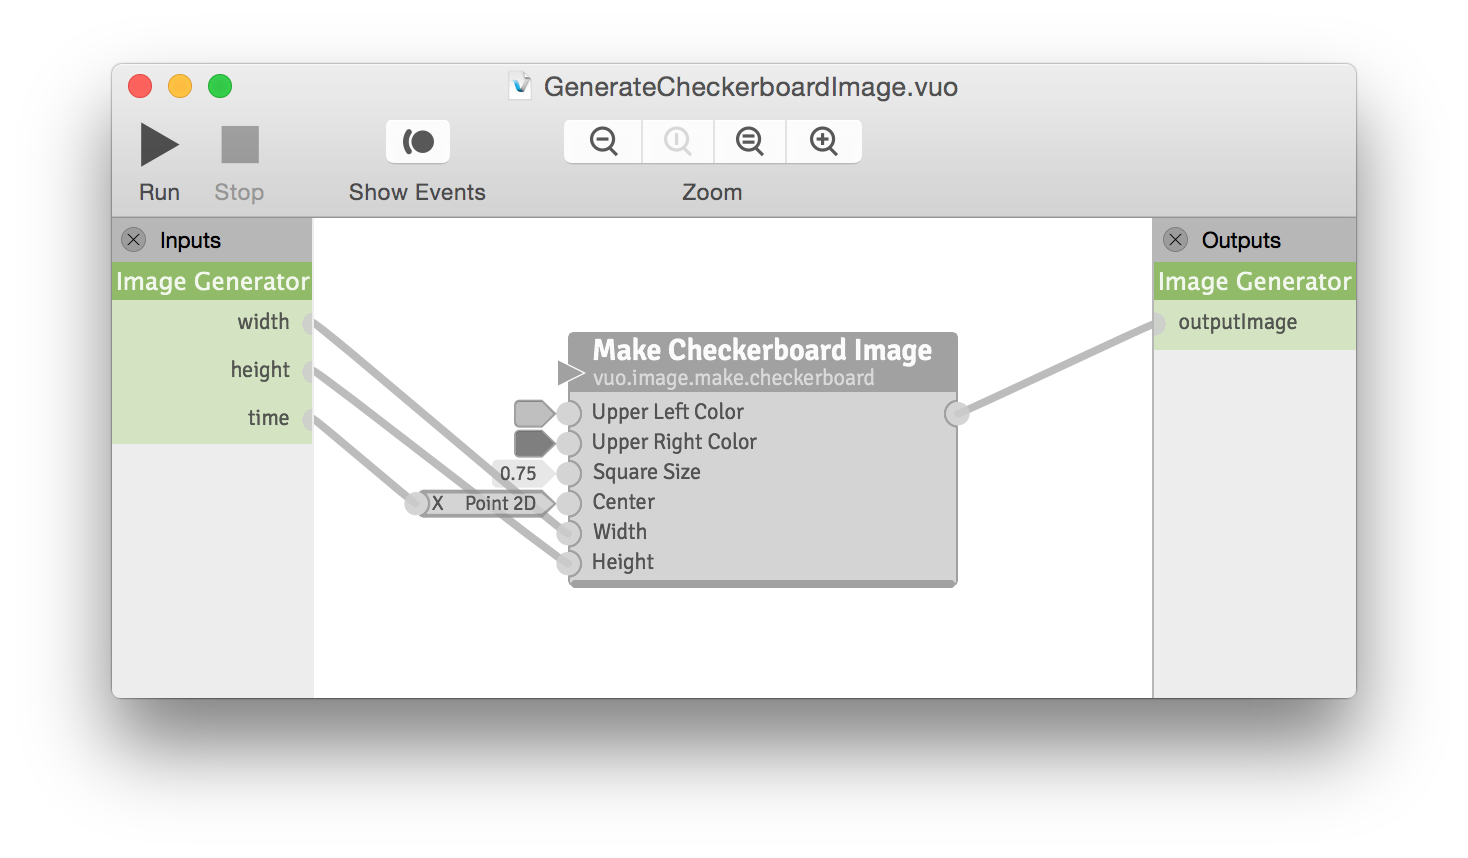 GenerateCheckerboardImage.vuo
Run
Stop
Show Events
Zoom
Inputs
Image Generator
width
height
time
Make Checkerboard Image
vuo.image.make.checkerboard
Upper Left Color
Upper Right Color
0.75
Square Size
X Point 2D
Center
Width
Height
Outputs
Image Generator
outputImage